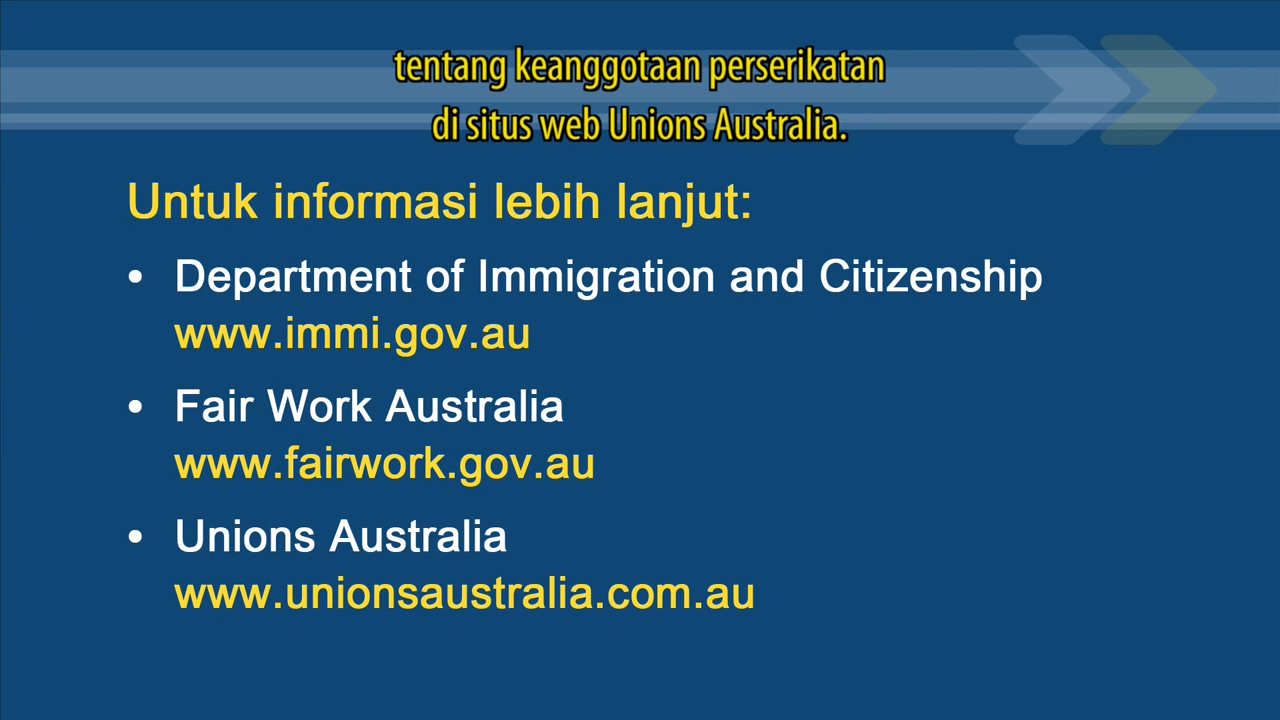 tentang keanggotaan perserikatan
di situs web Unions Australia.
Untuk informasi lebih lanjut:
• Department of Immigration and Citizenship
www.immi.gov.au
• Fair Work Australia
www.fairwork.gov.au
• Unions Australia
www.unionsaustralia.com.au